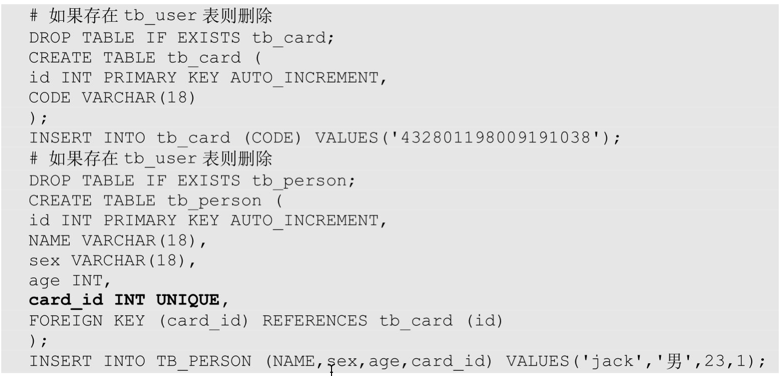 # 如果存在 tb_user 表则删除
DROP TABLE IF EXISTS tb_card;
CREATE TABLE tb_card (
id INT PRIMARY KEY AUTO_INCREMENT,
CODE VARCHAR(18)
);
INSERT INTO tb_card (CODE) VALUES('432801198009191038');
# 如果存在 tb_user 表则删除
DROP TABLE IF EXISTS tb_person;
CREATE TABLE tb_person (
id INT PRIMARY KEY AUTO_INCREMENT,
NAME VARCHAR(18),
sex VARCHAR(18),
age INT,
card_id INT UNIQUE,
FOREIGN KEY (card_id) REFERENCES tb_card (id)
);
INSERT INTO TB_PERSON (NAME,sex,age,card_id) VALUES('jack','男',23,1);